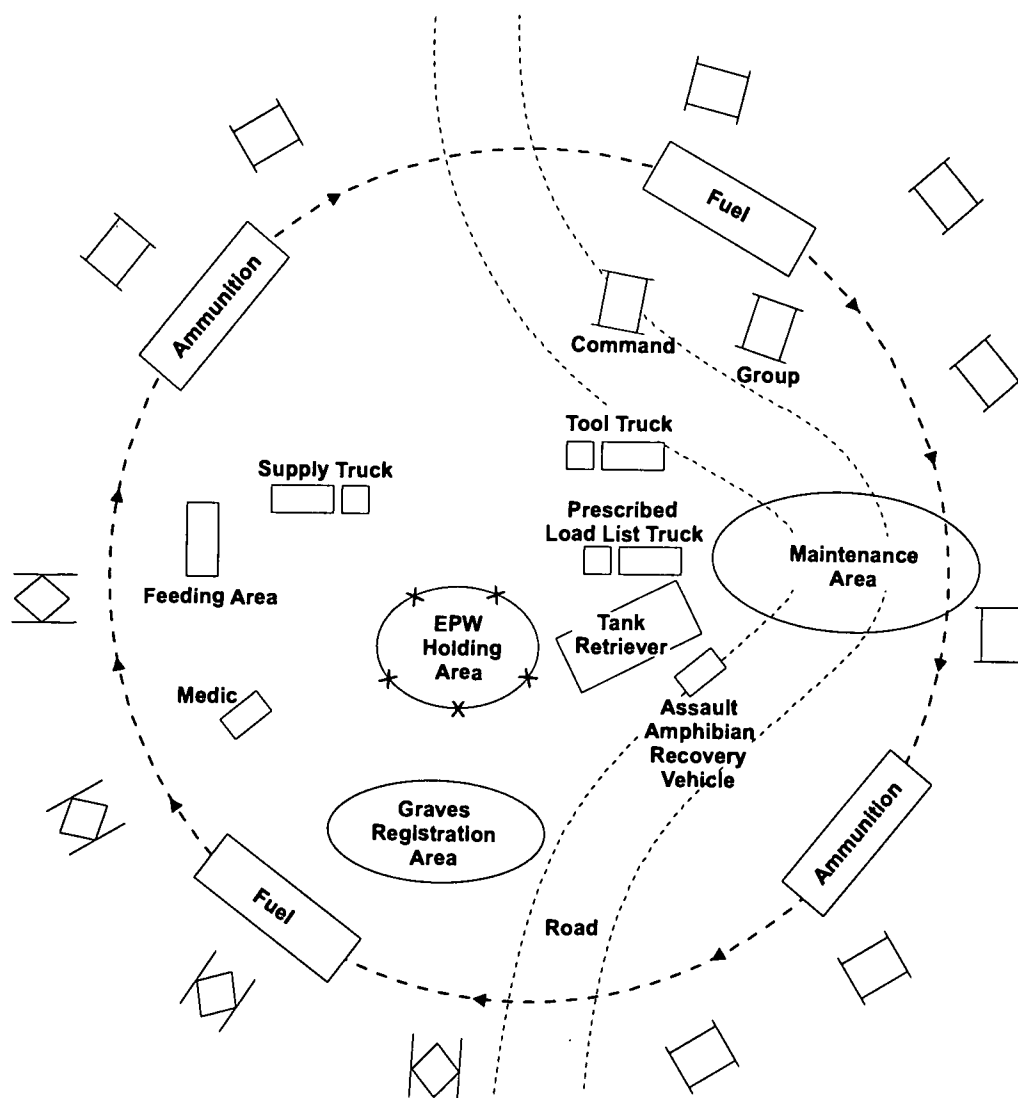 Fuel
Ammunition
Command
Group
Tool Truck
Supply Truck
Prescribed
Load List Truck
Maintenance
Area
Feeding Area
EPW
Holding
Area
Tank
Retriever
Medic
Assault
Amphibian
Recovery
Vehicle
Graves
Registration
Area
Ammunition
Fuel
Road